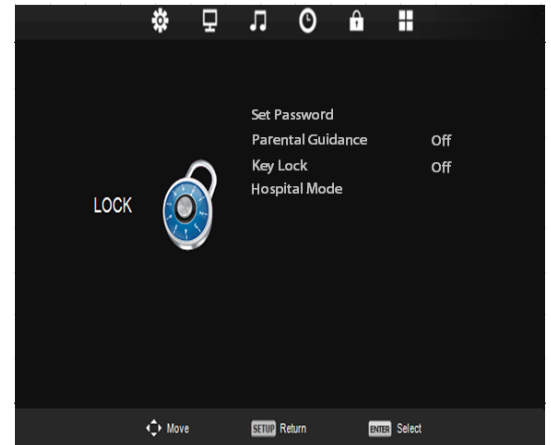 Set Password
Parental Guidance Off
Key Lock Off
Hospital Mode
LOCK
Move SETUP Return ENTER Select